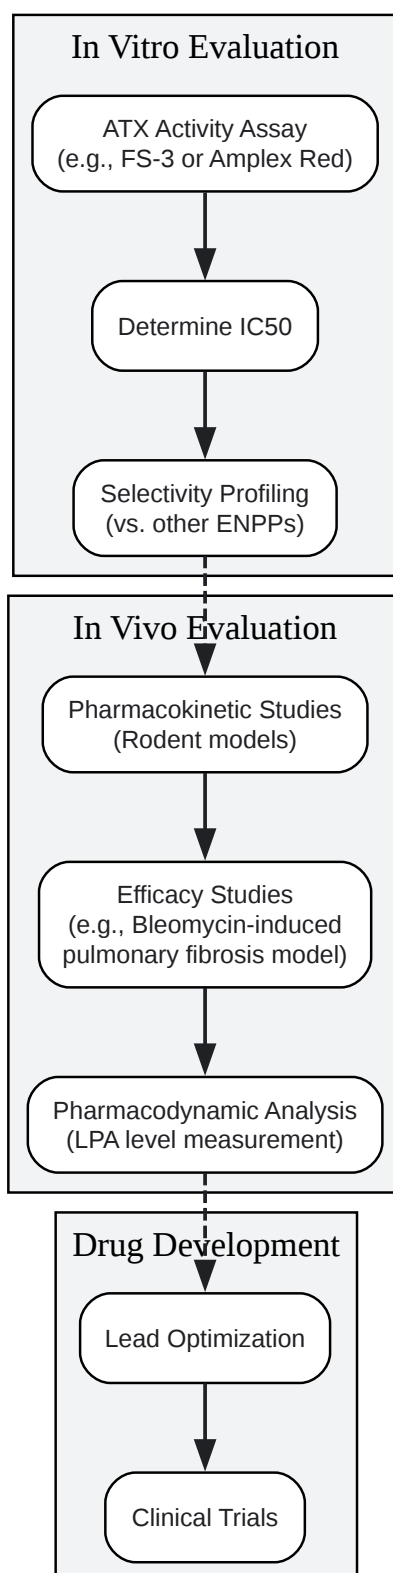 In Vitro Evaluation
ATX Activity Assay
(e.g., FS-3 or Amplex Red)
Determine IC50
Selectivity Profiling
(vs. other ENPPs)
In Vivo Evaluation
Pharmacokinetic Studies
(Rodent models)
Efficacy Studies
(e.g., Bleomycin-induced
pulmonary fibrosis model)
Pharmacodynamic Analysis
(LPA level measurement)
Drug Development
Lead Optimization
Clinical Trials